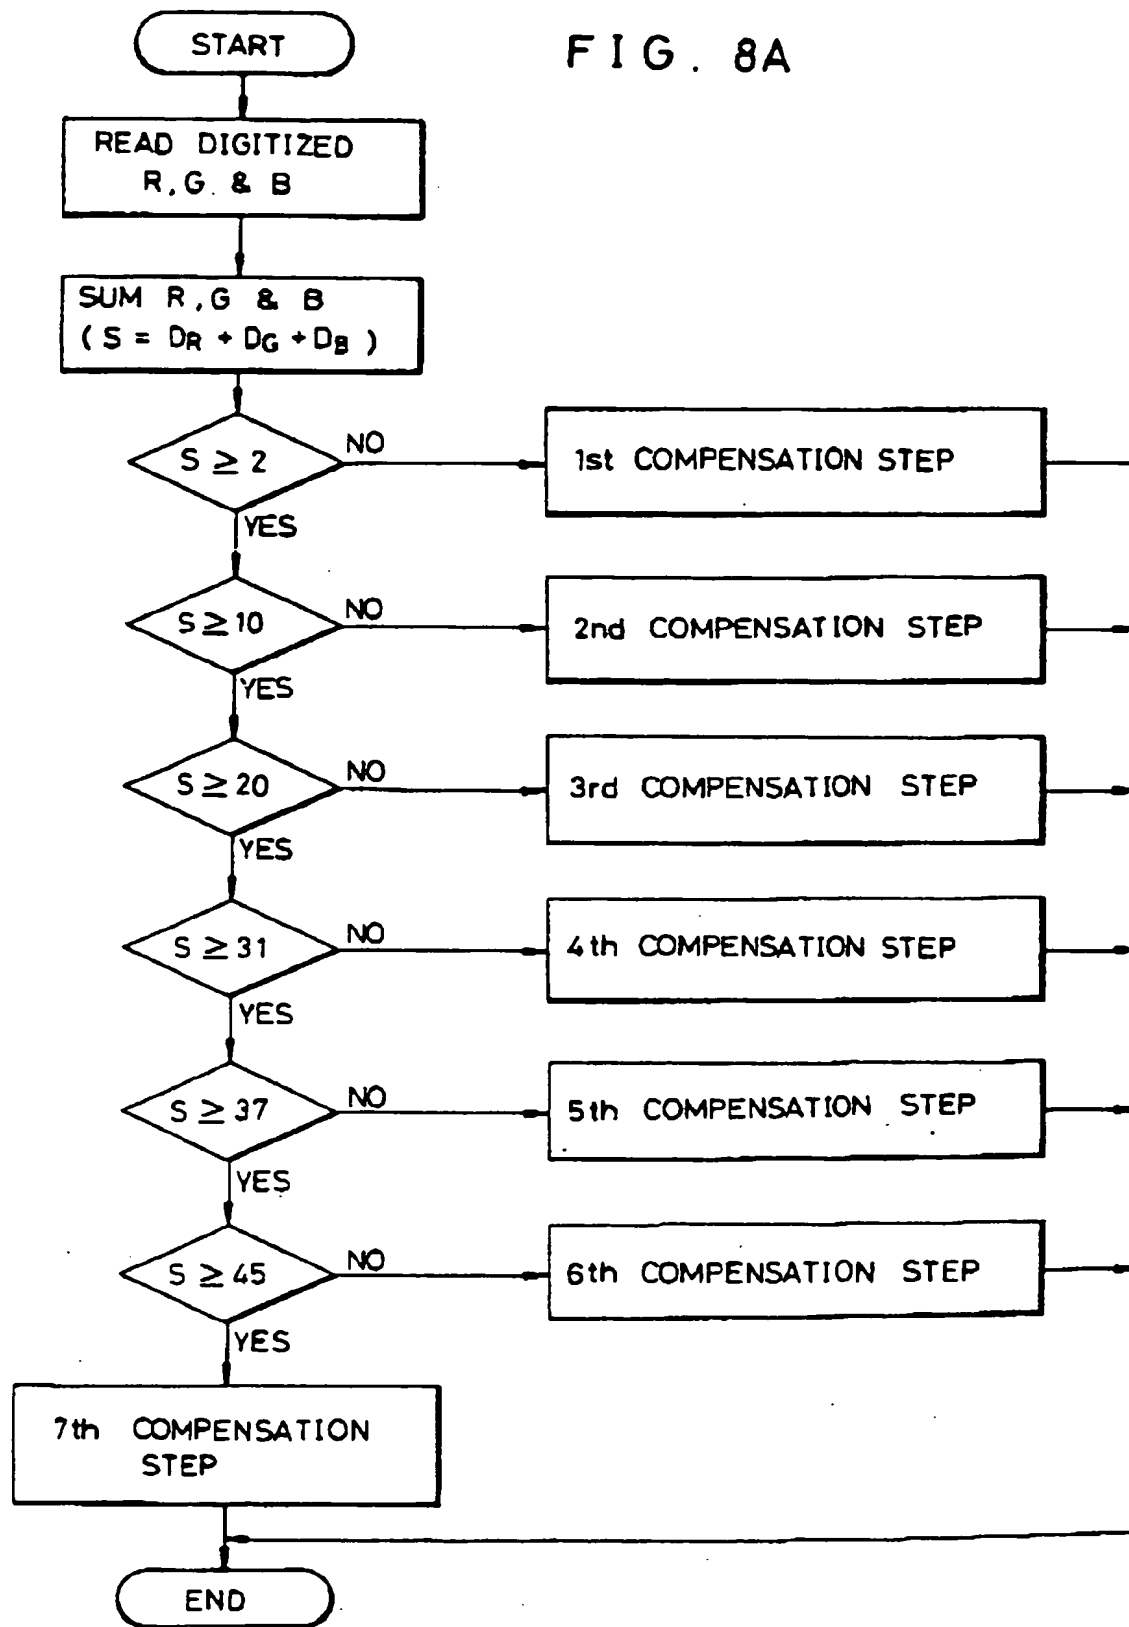 START
FIG. 8A
READ DIGITIZED
R, G. & B
SUM R, G & B
( S = DR + DG + DB )
S ≥ 2
NO
1st COMPENSATION STEP
YES
S ≥ 10
NO
2nd COMPENSATION STEP
YES
S ≥ 20
NO
3rd COMPENSATION STEP
YES
S ≥ 31
NO
4th COMPENSATION STEP
YES
S ≥ 37
NO
5th COMPENSATION STEP
YES
S ≥ 45
NO
6th COMPENSATION STEP
YES
7th COMPENSATION
STEP
END